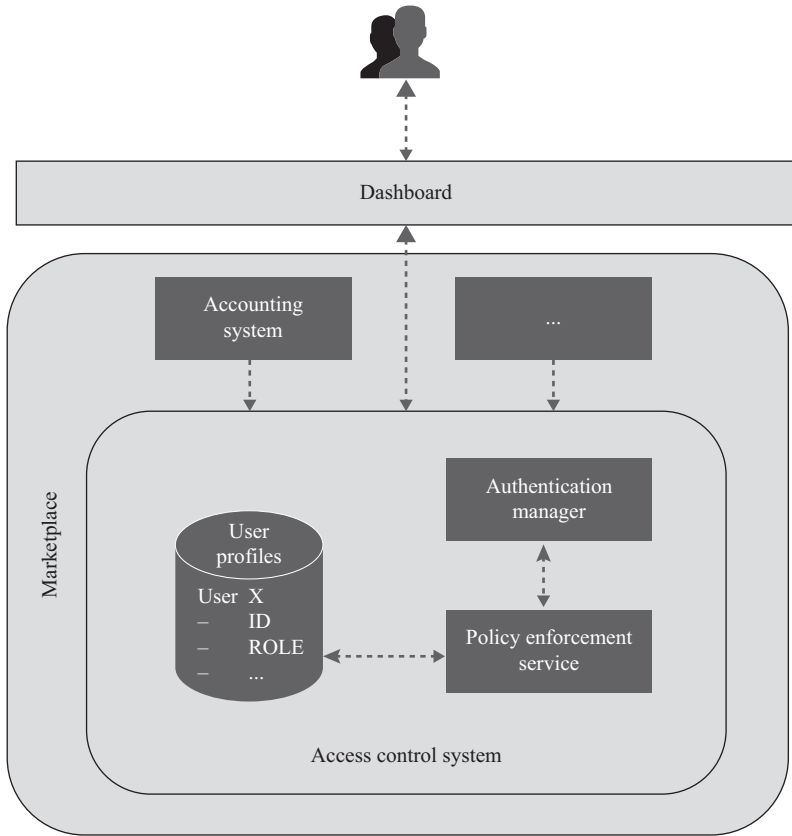 Dashboard
Accounting
system
...
Marketplace
Authentication
manager
User
profiles
User X
– ID
– ROLE
– ...
Policy enforcement
service
Access control system